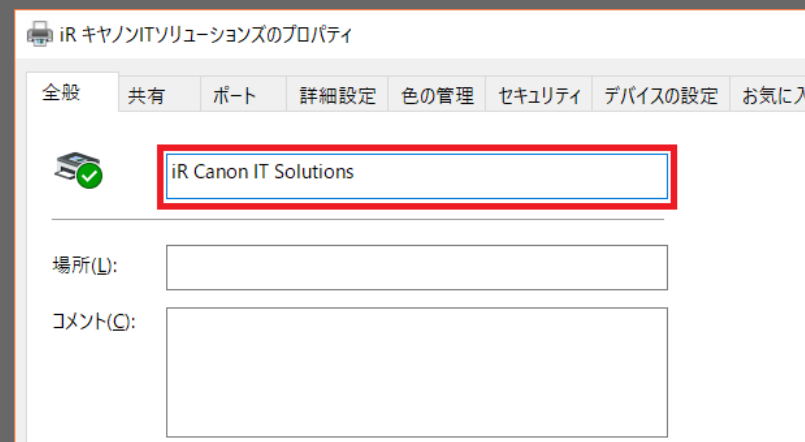 iR キヤノンITソリューションズのプロパティ
全般 共有 ポート 詳細設定 色の管理 セキュリティ デバイスの設定 お気に入
iR Canon IT Solutions
場所(L):
コメント(C):